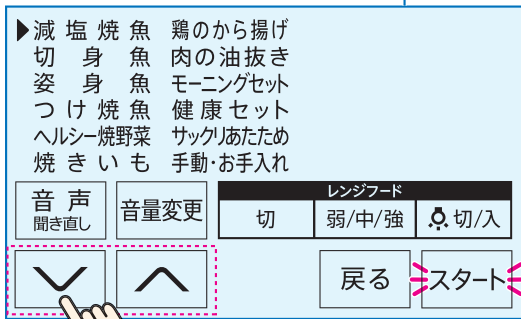 ▶減塩焼魚 鶏のから揚げ
切身魚 肉の油抜き
姿身魚 モーニングセット
つけ焼魚 健康セット
ヘルシー焼野菜 サックリあたため
焼きいも 手動・お手入れ
音声
聞き直し
音量変更
レンジフード
切 弱/中/強 切/入
戻る スタート